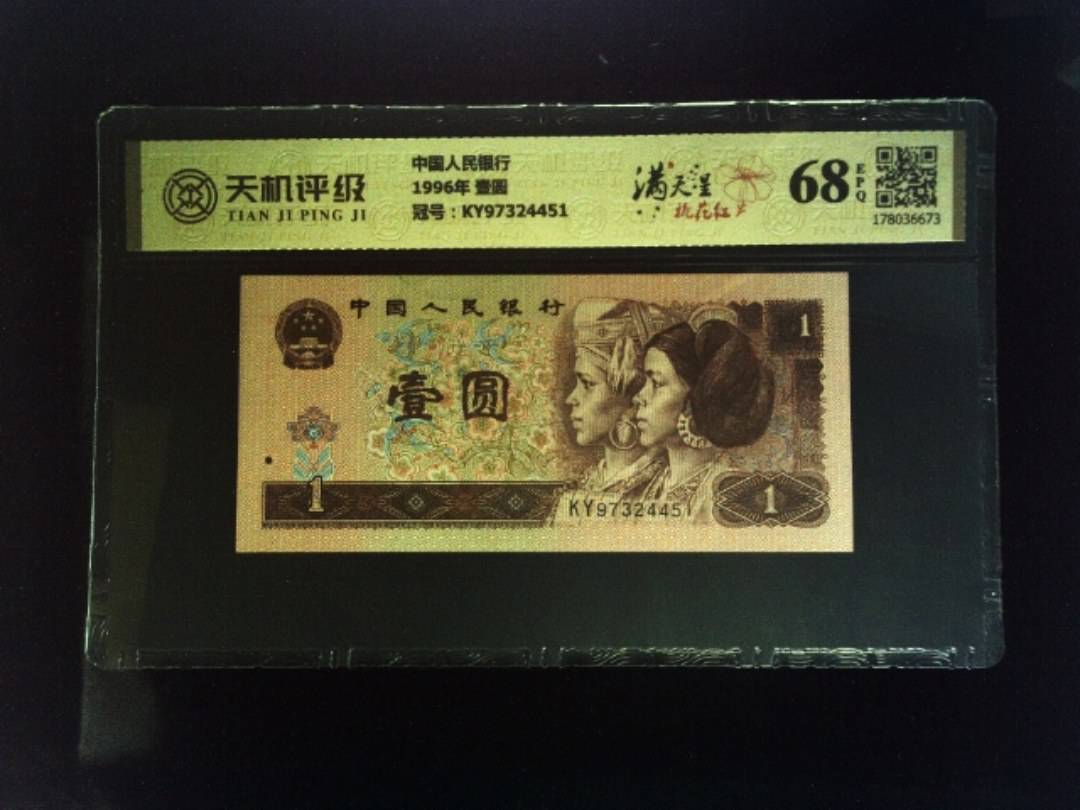 天机评级
TIAN JI PING JI
中国人民银行
1996年 壹圆
冠号：KY97324451
满天星
桃花红
68
EPQ
178036673
中国人民银行
1
壹圆
1
KY97324451
1